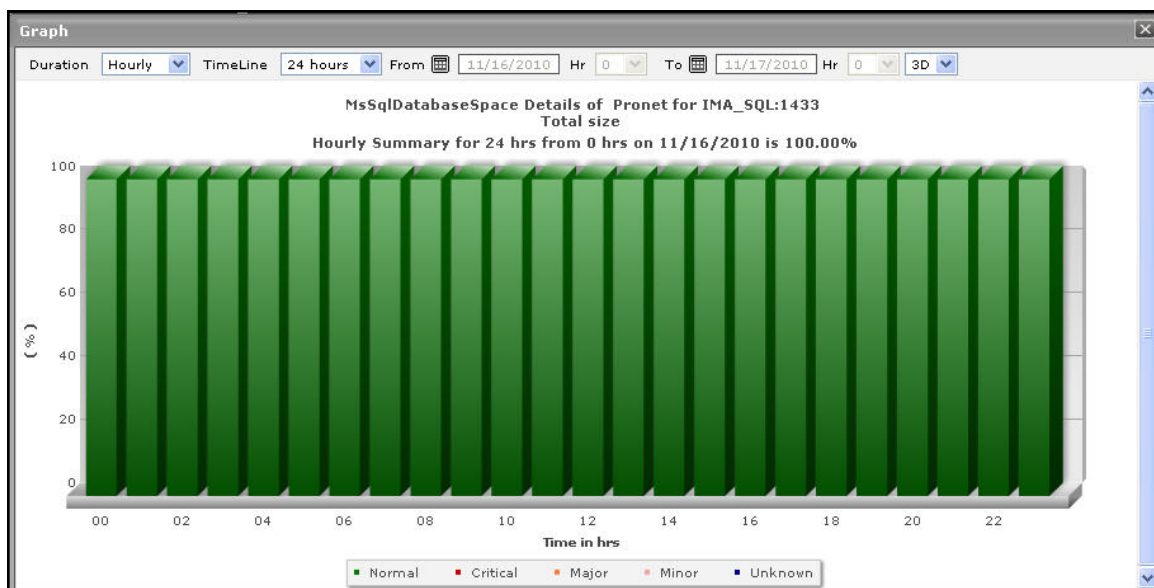 Graph
Duration Hourly TimeLine 24 hours From 11/16/2010 Hr 0 To 11/17/2010 Hr 0 3D
MsSqlDatabaseSpace Details of Pronet for IMA_SQL:1433
Total size
Hourly Summary for 24 hrs from 0 hrs on 11/16/2010 is 100.00%
100
80
60
40
20
0
( % )
00 02 04 06 08 10 12 14 16 18 20 22
Time in hrs
Normal Critical Major Minor Unknown